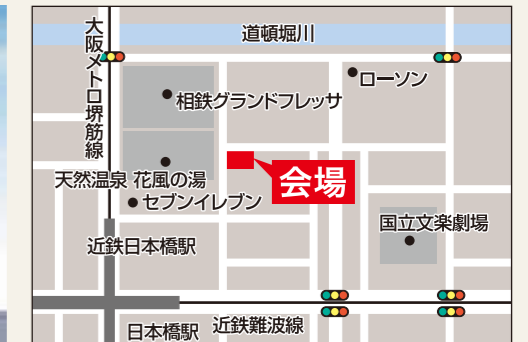 道頓堀川
大阪メトロ堺筋線
ローソン
相鉄グランドフレッサ
天然温泉 花風の湯
会場
セブンイレブン
国立文楽劇場
近鉄日本橋駅
日本橋駅
近鉄難波線